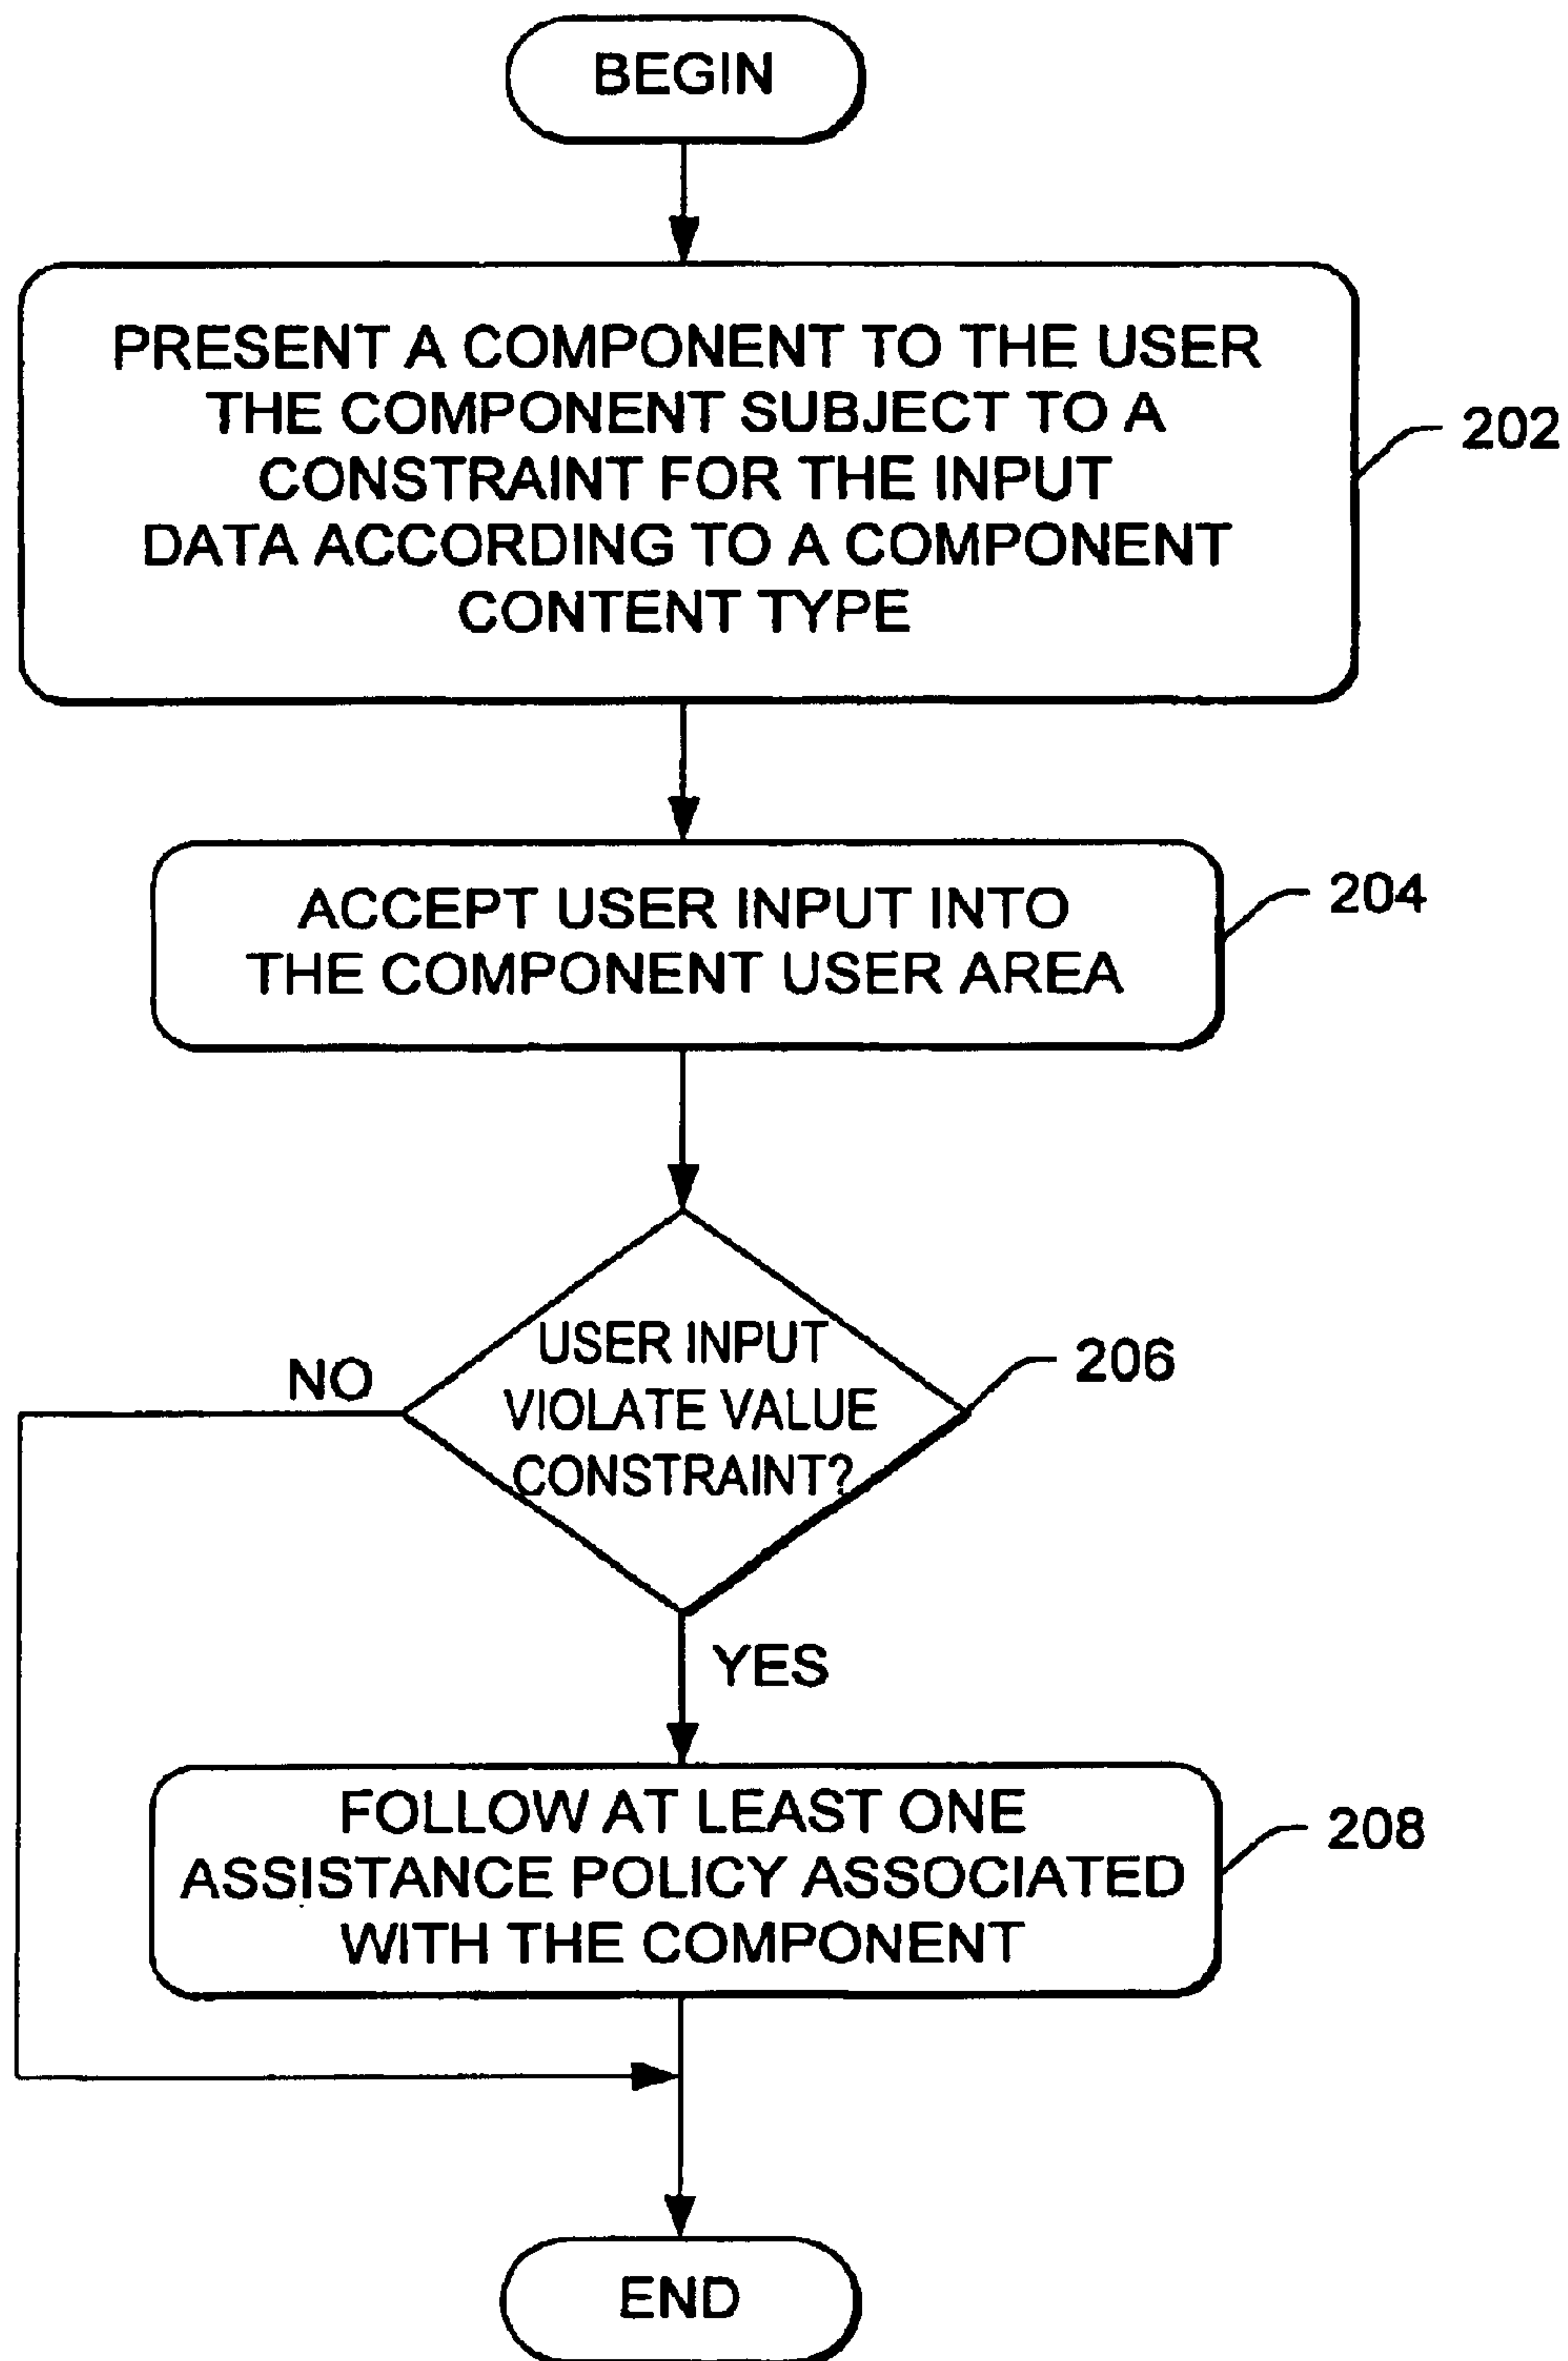 BEGIN
PRESENT A COMPONENT TO THE USER
THE COMPONENT SUBJECT TO A
CONSTRAINT FOR THE INPUT
DATA ACCORDING TO A COMPONENT
CONTENT TYPE
202
ACCEPT USER INPUT INTO
THE COMPONENT USER AREA
204
USER INPUT
VIOLATE VALUE
CONSTRAINT?
206
NO
YES
FOLLOW AT LEAST ONE
ASSISTANCE POLICY ASSOCIATED
WITH THE COMPONENT
208
END